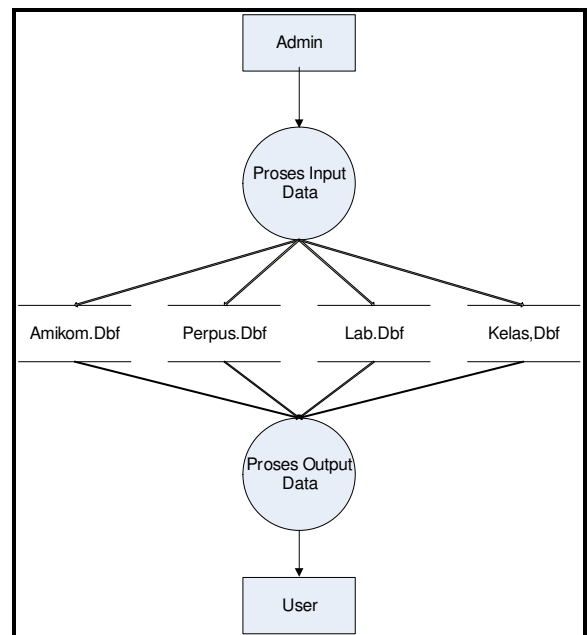 Admin
Proses Input
Data
Amikom.Dbf
Perpus.Dbf
Lab.Dbf
Kelas,Dbf
Proses Output
Data
User